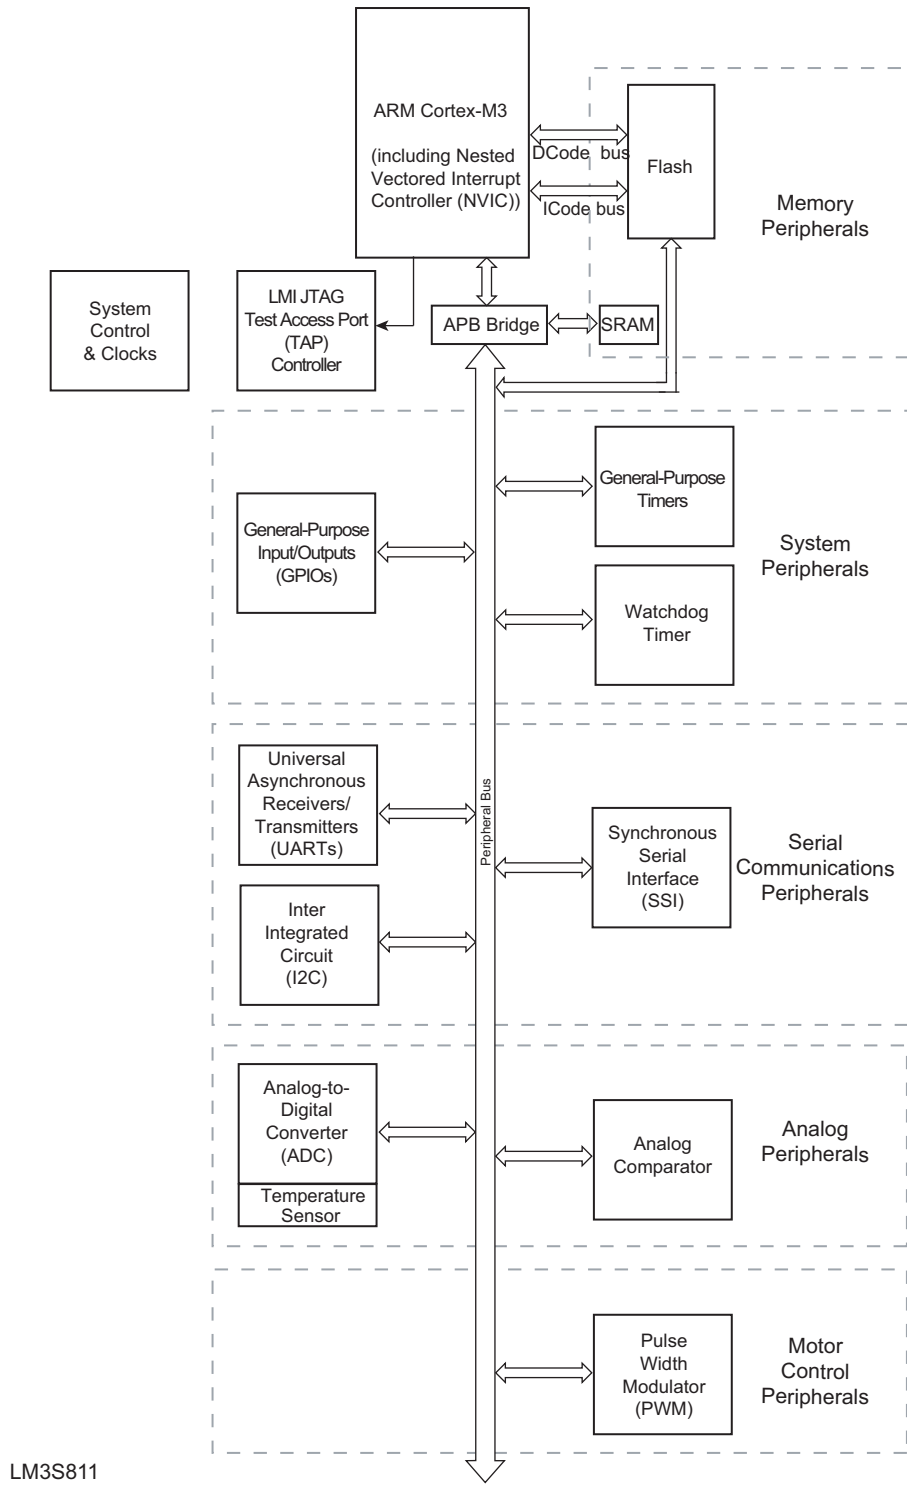 ARM Cortex-M3
(including Nested
Vectored Interrupt
Controller (NVIC))
DCode bus
ICode bus
Flash
Memory
Peripherals
System
Control
& Clocks
LMI JTAG
Test Access Port
(TAP)
Controller
APB Bridge
SRAM
General-Purpose
Timers
General-Purpose
Input/Outputs
(GPIOs)
System
Peripherals
Watchdog
Timer
Universal
Asynchronous
Receivers/
Transmitters
(UARTs)
Peripheral Bus
Synchronous
Serial
Interface
(SSI)
Serial
Communications
Peripherals
Inter
Integrated
Circuit
(I2C)
Analog-to-
Digital
Converter
(ADC)
Temperature
Sensor
Analog
Comparator
Analog
Peripherals
Pulse
Width
Modulator
(PWM)
Motor
Control
Peripherals
LM3S811